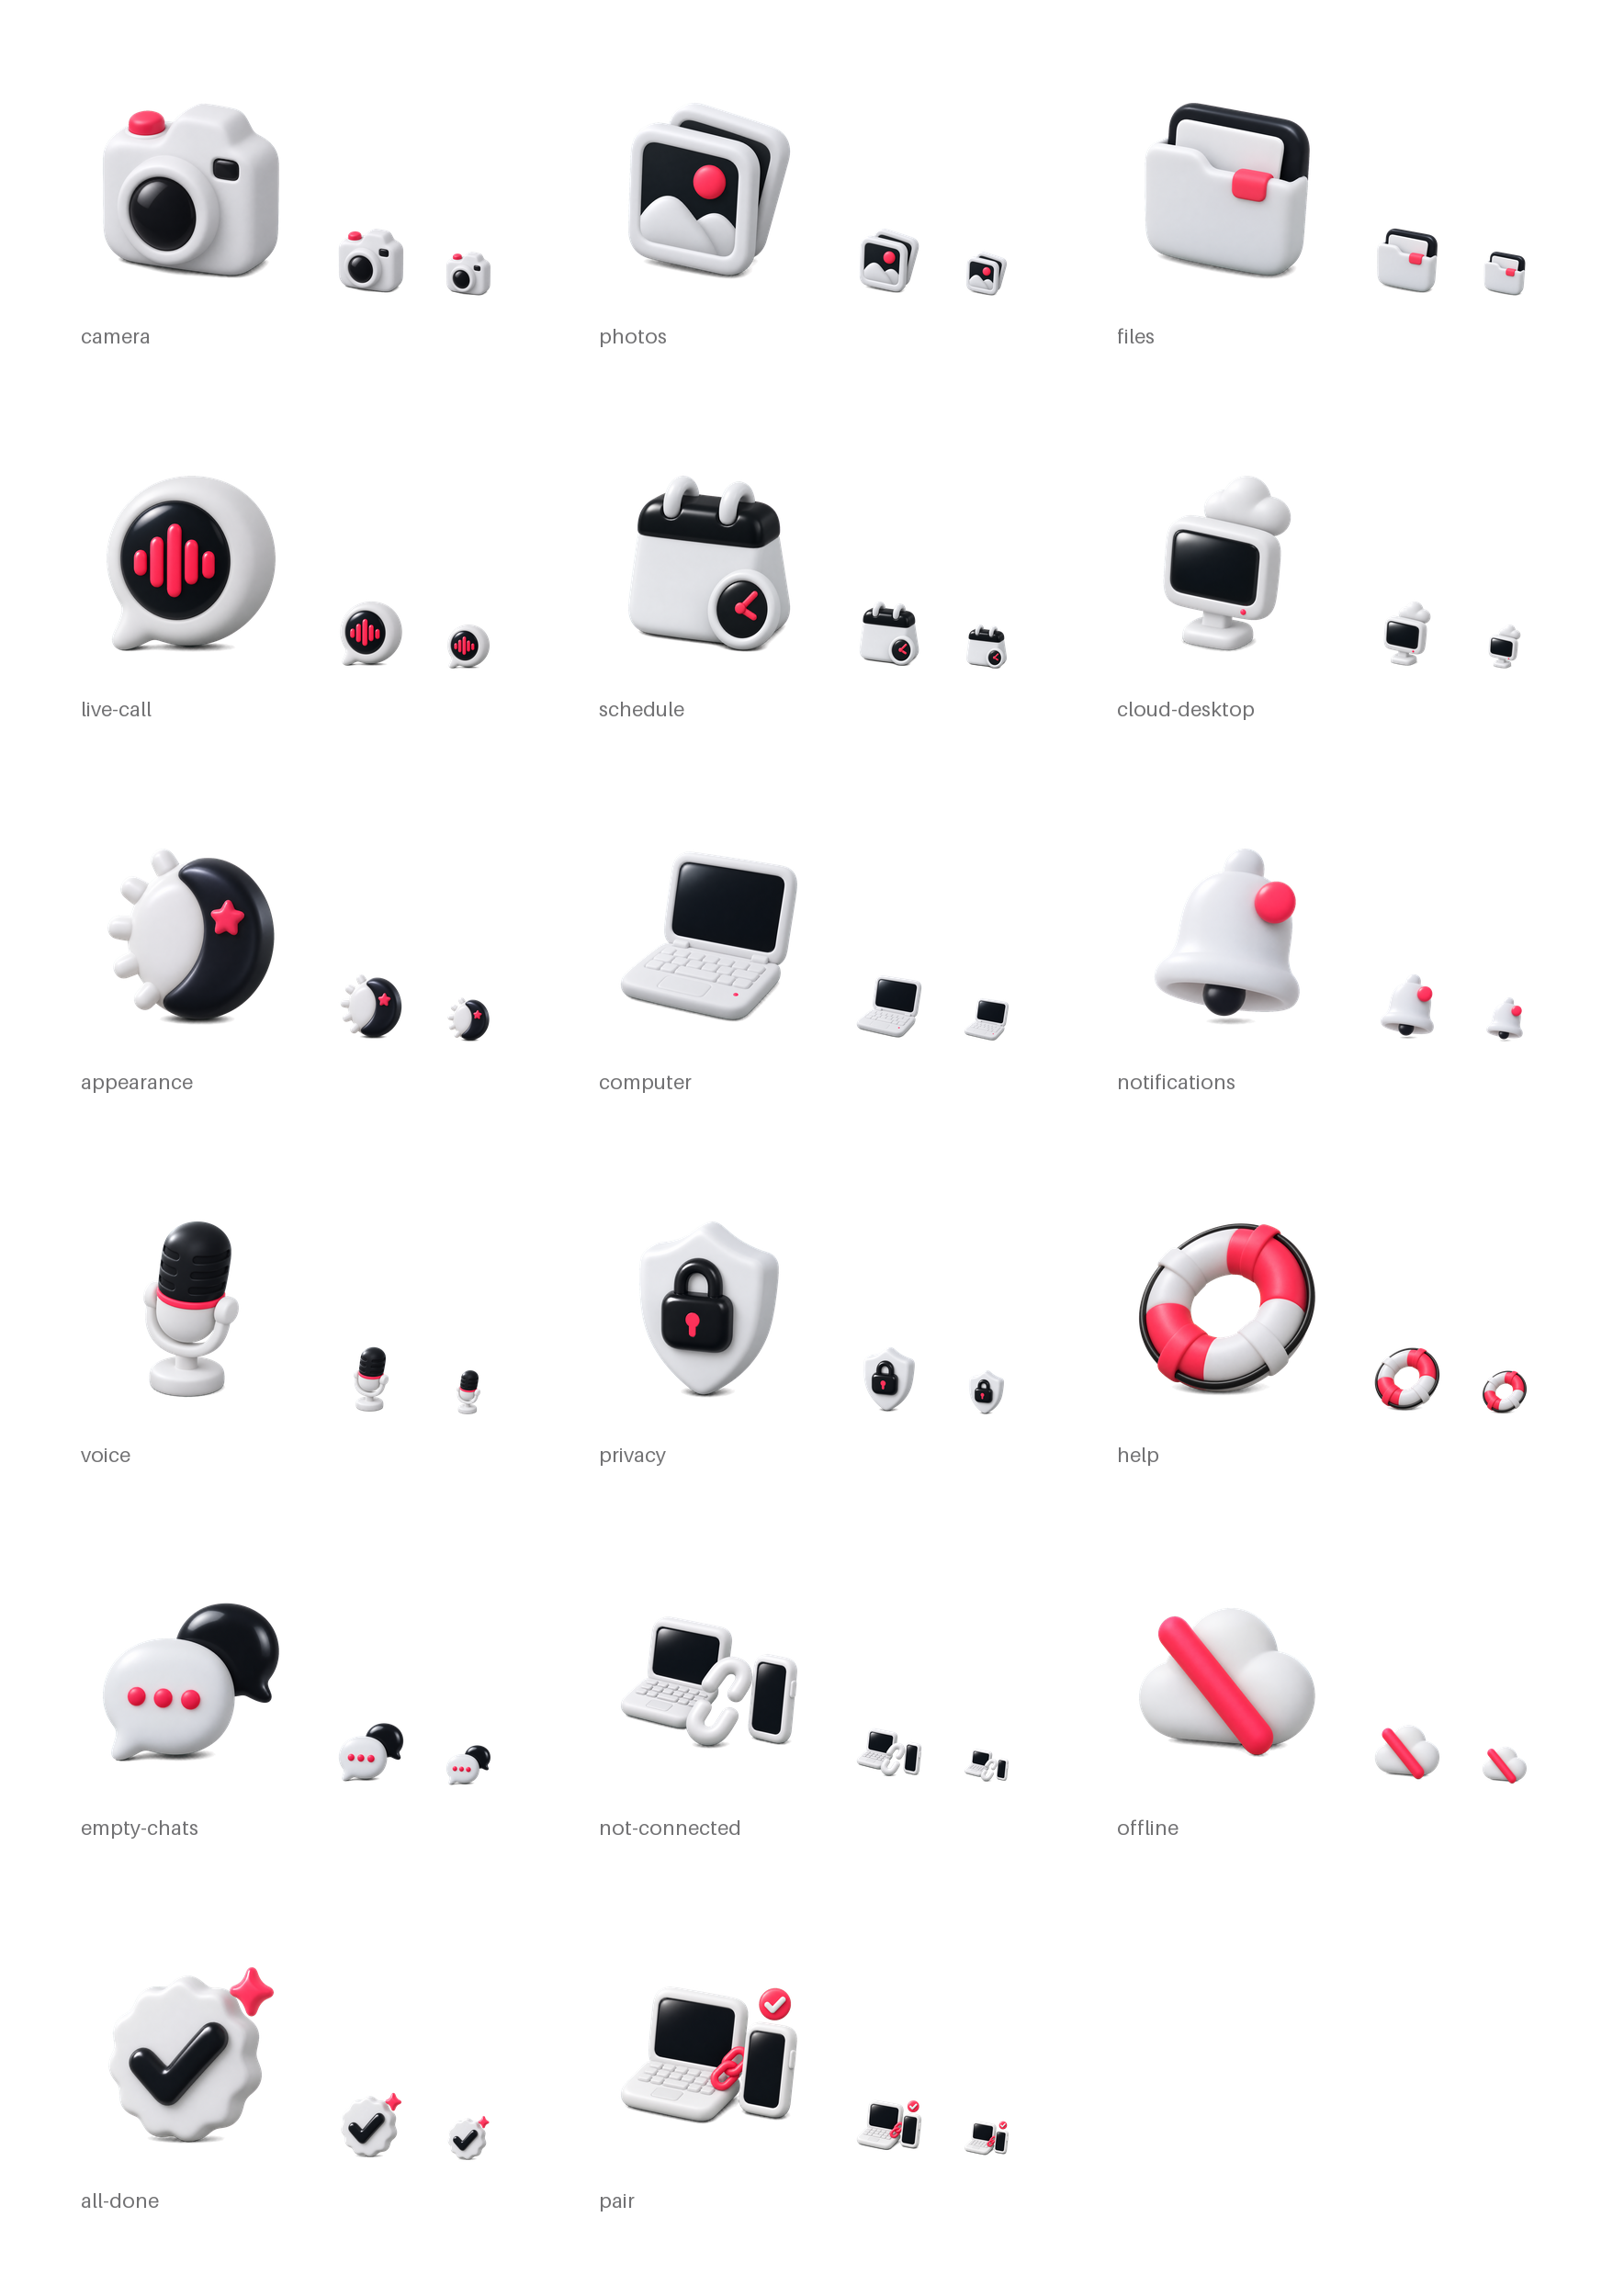 camera
photos
files
live-call
schedule
cloud-desktop
appearance
computer
notifications
voice
privacy
help
empty-chats
not-connected
offline
all-done
pair